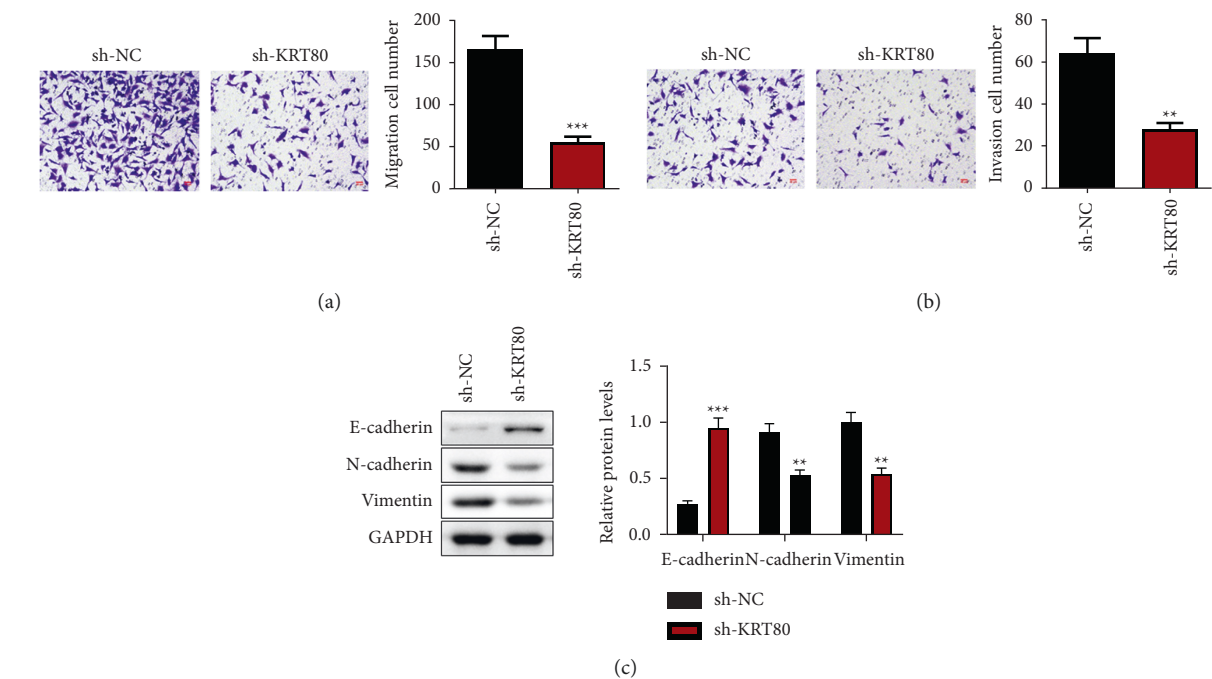 sh-NC
sh-KRT80
Migration cell number
200
150
100
50
0
***
sh-NC
sh-KRT80
(a)
sh-NC
sh-KRT80
Invasion cell number
80
60
40
20
0
**
sh-NC
sh-KRT80
(b)
sh-NC
sh-KRT80
E-cadherin
N-cadherin
Vimentin
GAPDH
Relative protein levels
1.5
1.0
0.5
0.0
***
**
**
E-cadherin N-cadherin Vimentin
sh-NC
sh-KRT80
(c)